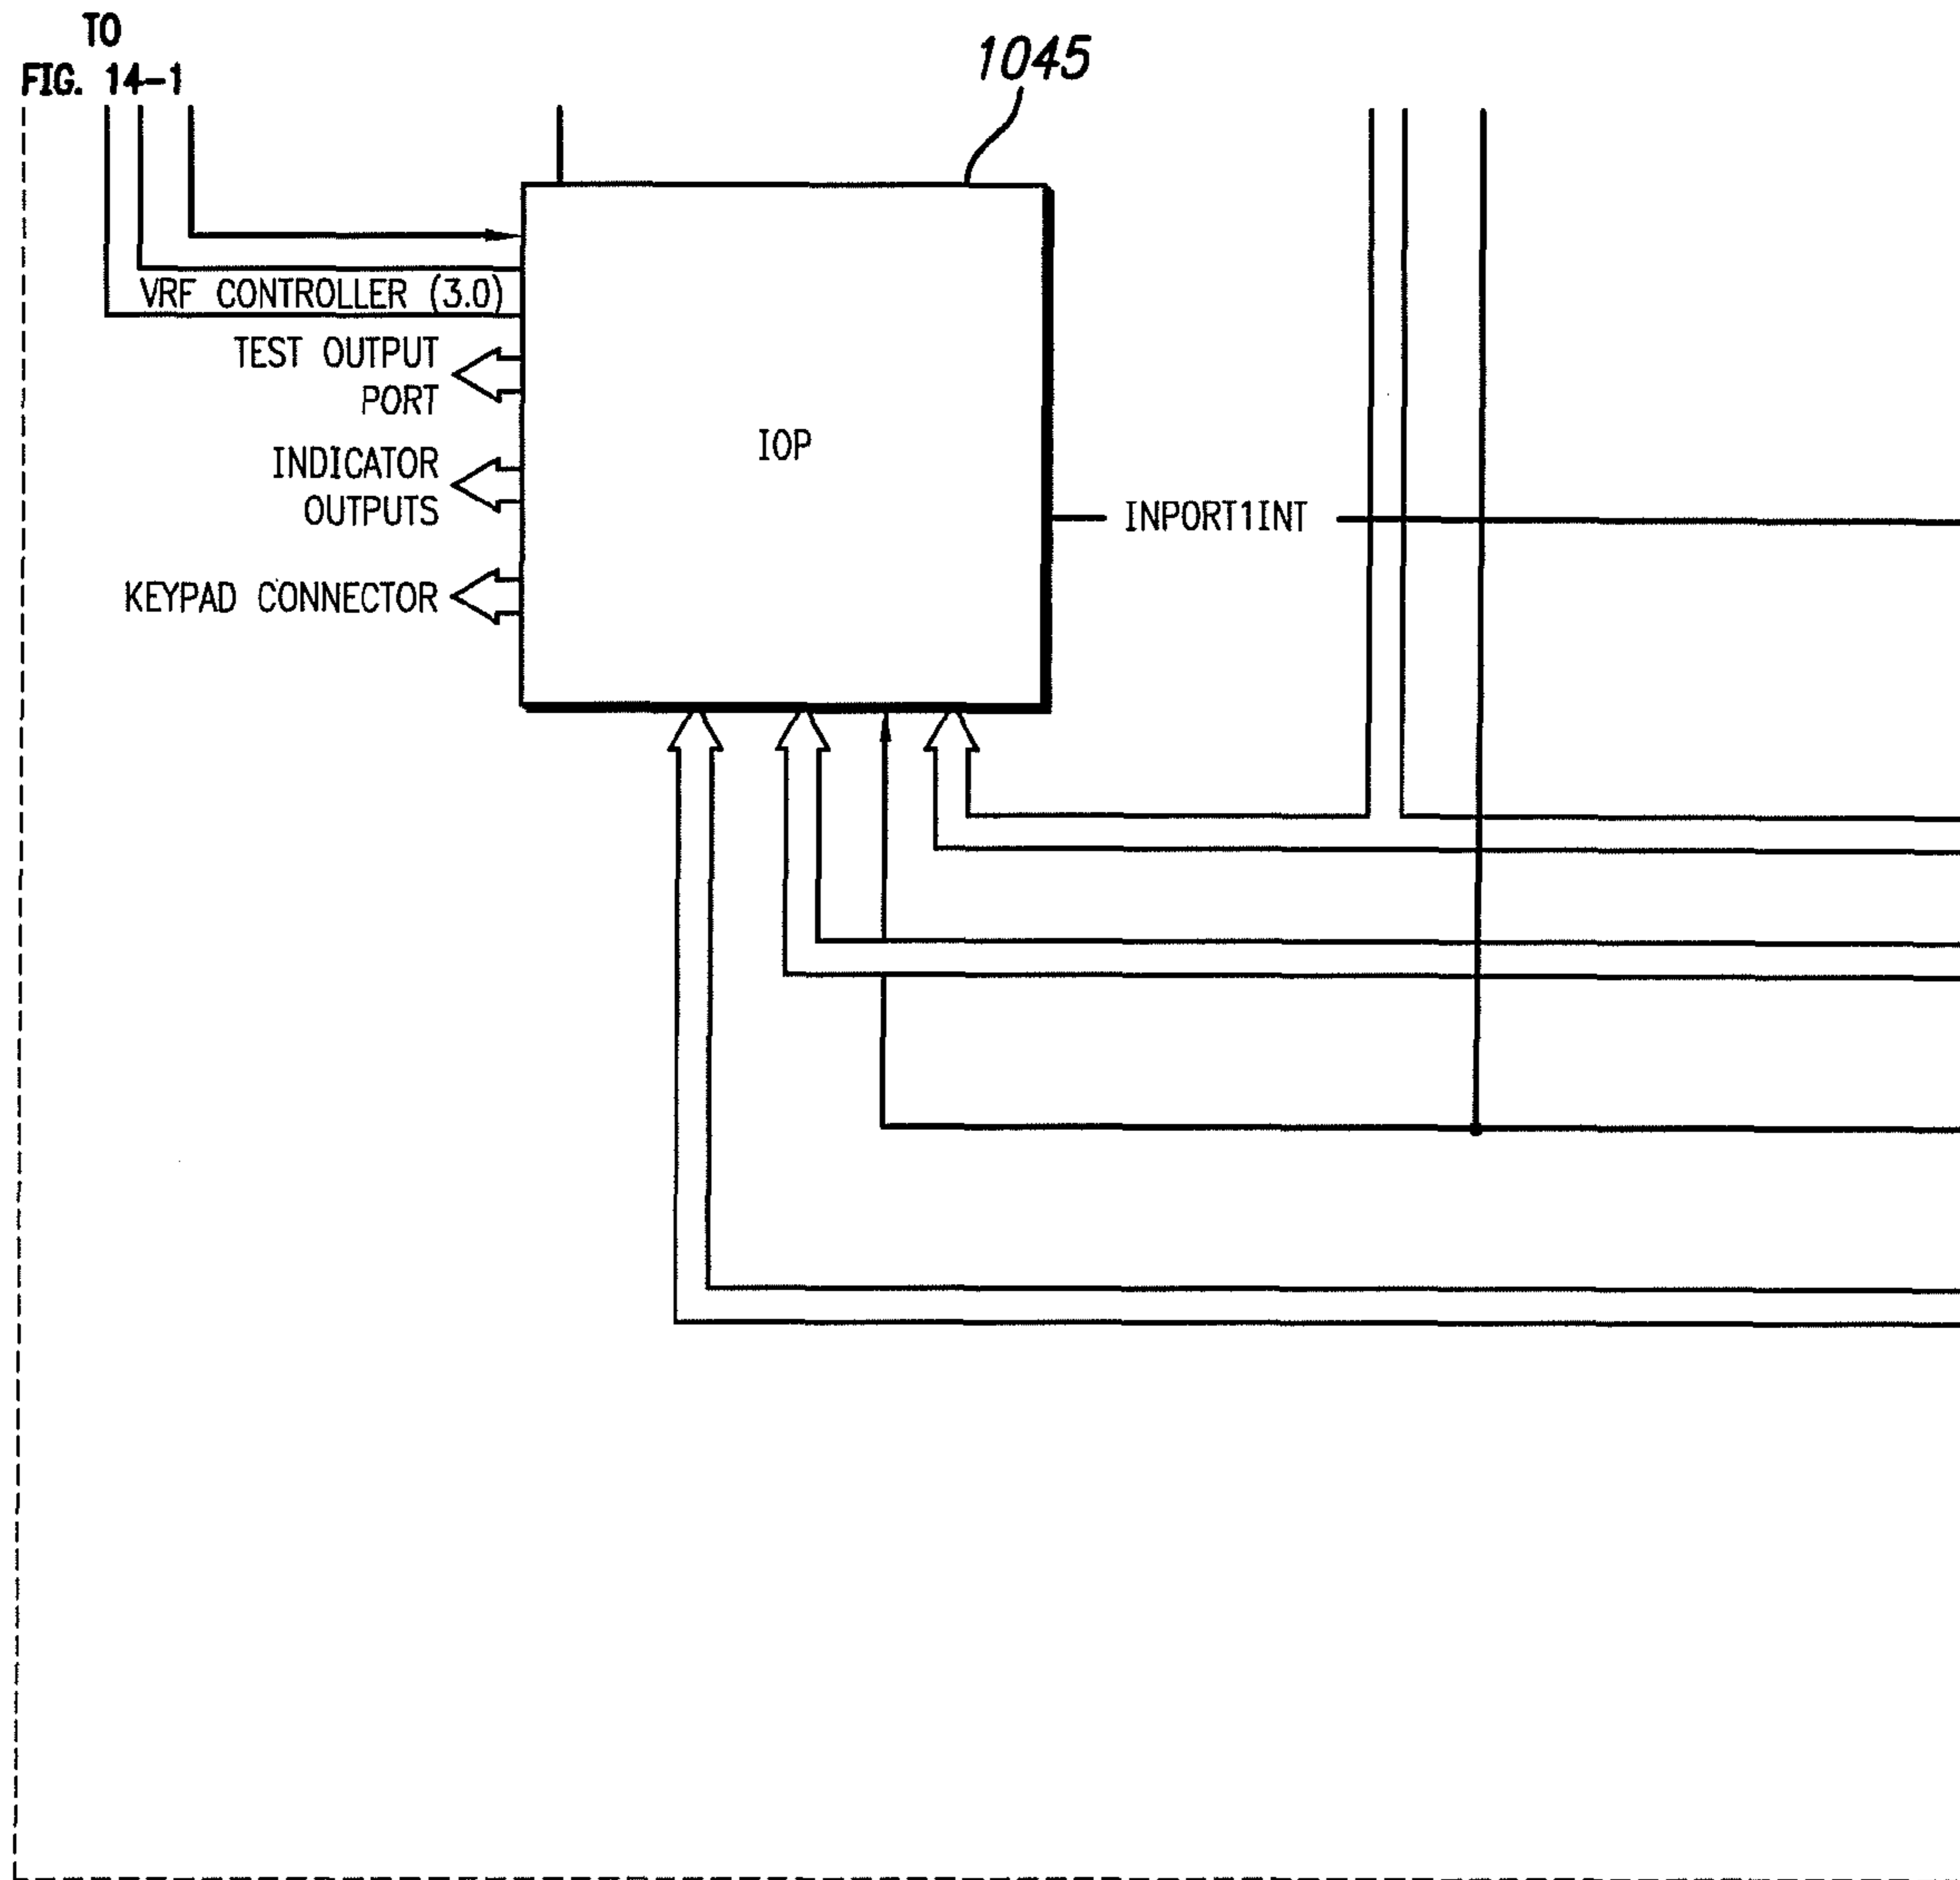 TO
FIG. 14-1
1045
VRF CONTROLLER (3.0)
TEST OUTPUT
PORT
IOP
INDICATOR
OUTPUTS
INPORT1INT
KEYPAD CONNECTOR